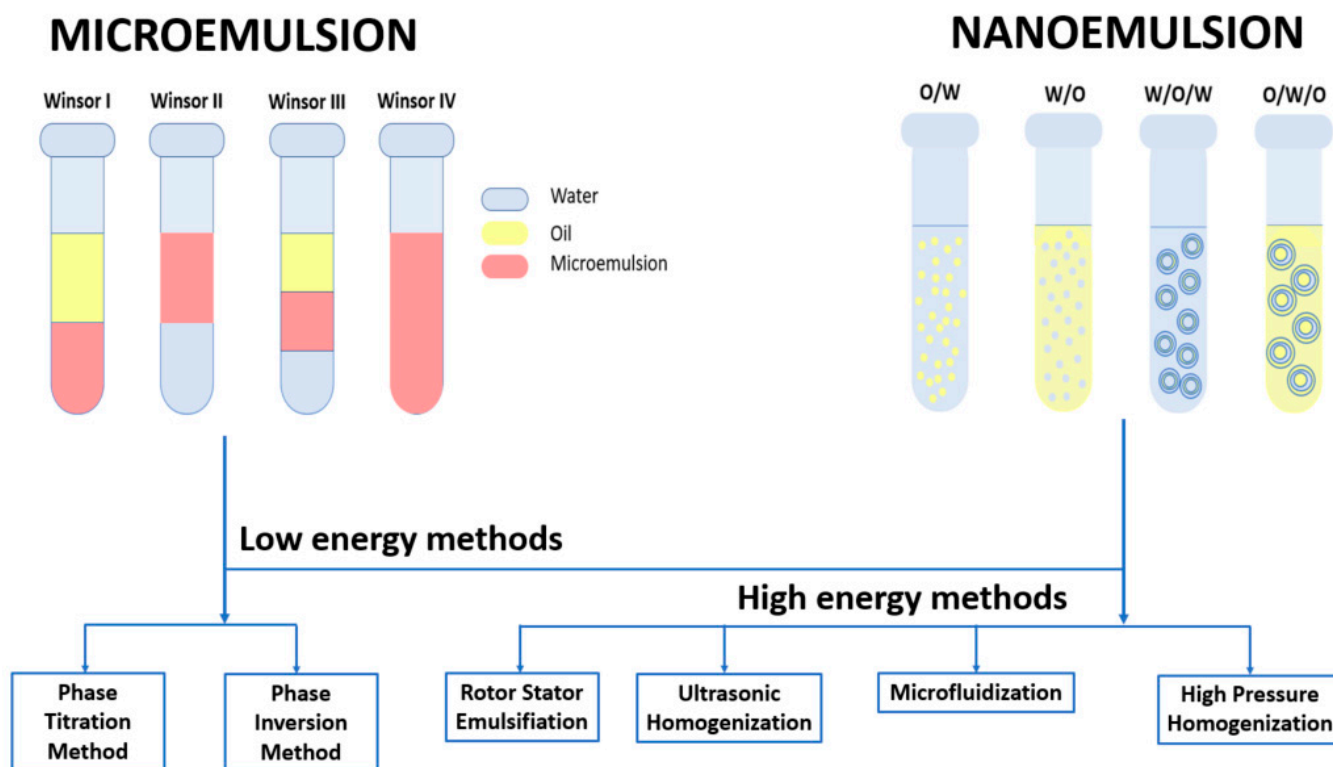 MICROEMULSION
NANOEMULSION
Winsor I
Winsor II
Winsor III
Winsor IV
O/W
W/O
W/O/W
O/W/O
Water
Oil
Microemulsion
Low energy methods
High energy methods
Phase
Titration
Method
Phase
Inversion
Method
Rotor Stator
Emulsifiation
Ultrasonic
Homogenization
Microfluidization
High Pressure
Homogenization